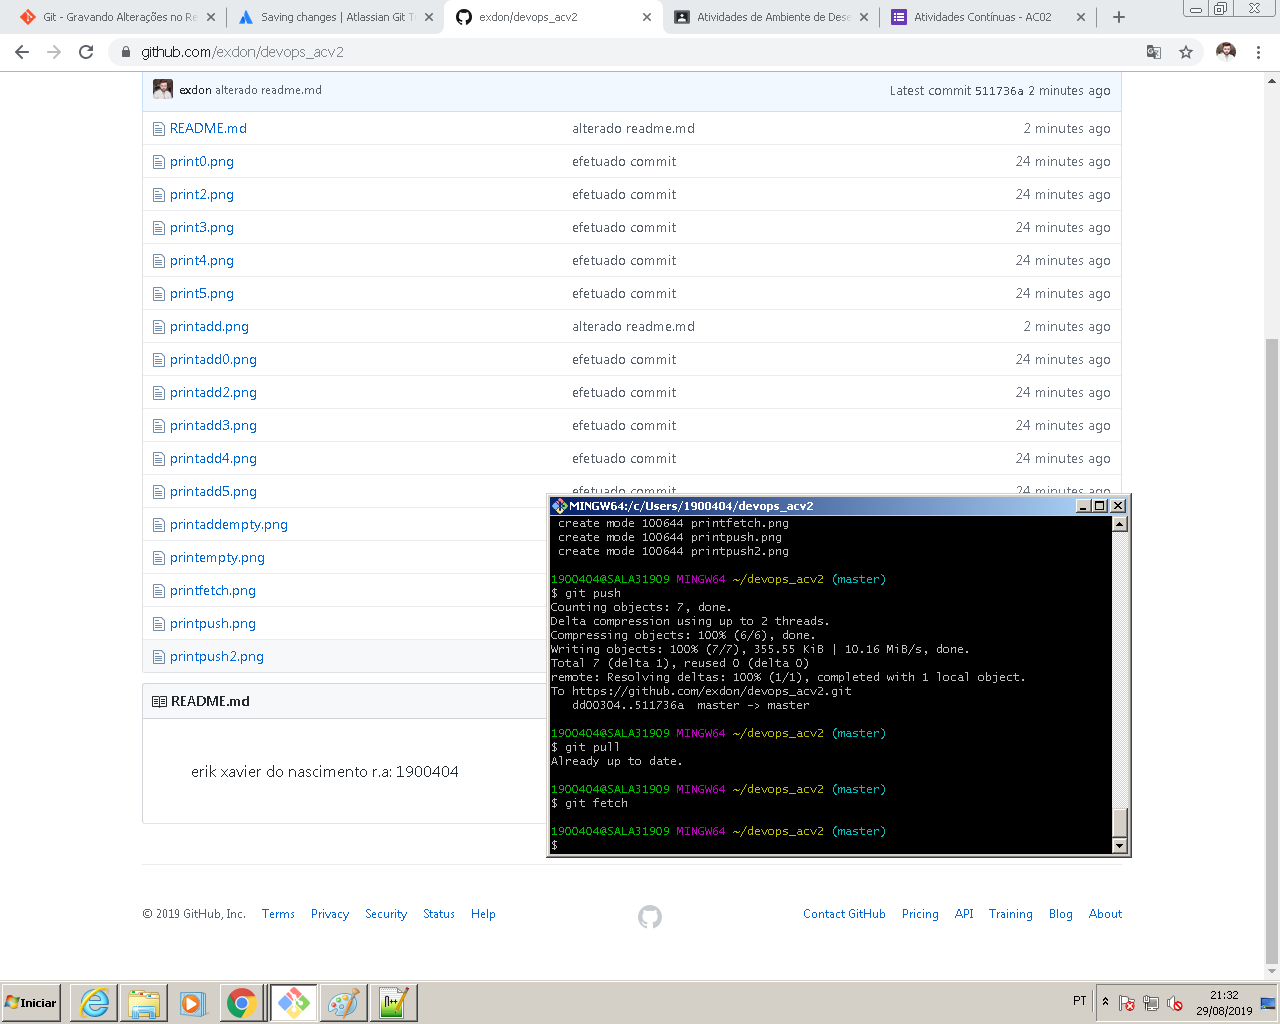 Git - Gravando Alterações no Re
Saving changes | Atlassian Git T
exdon/devops_acv2
Atividades de Ambiente de Dese
Atividades Contínuas - AC02
github.com/exdon/devops_acv2
exdon alterado readme.md Latest commit 511736a 2 minutes ago
README.md alterado readme.md 2 minutes ago
print0.png efetuado commit 24 minutes ago
print2.png efetuado commit 24 minutes ago
print3.png efetuado commit 24 minutes ago
print4.png efetuado commit 24 minutes ago
print5.png efetuado commit 24 minutes ago
printadd.png alterado readme.md 2 minutes ago
printadd0.png efetuado commit 24 minutes ago
printadd2.png efetuado commit 24 minutes ago
printadd3.png efetuado commit 24 minutes ago
printadd4.png efetuado commit 24 minutes ago
printadd5.png efetuado commit 24 minutes ago
printaddempty.png
printempty.png
printfetch.png
printpush.png
printpush2.png
README.md
erik xavier do nascimento r.a: 1900404
MINGW64:/c/Users/1900404/devops_acv2
create mode 100644 printfetch.png
create mode 100644 printpush.png
create mode 100644 printpush2.png
1900404@SALA31909 MINGW64 ~/devops_acv2 (master)
$ git push
Counting objects: 7, done.
Delta compression using up to 2 threads.
Compressing objects: 100% (6/6), done.
Writing objects: 100% (7/7), 355.55 KiB | 10.16 MiB/s, done.
Total 7 (delta 1), reused 0 (delta 0)
remote: Resolving deltas: 100% (1/1), completed with 1 local object.
To https://github.com/exdon/devops_acv2.git
dd00304..511736a master -> master
1900404@SALA31909 MINGW64 ~/devops_acv2 (master)
$ git pull
Already up to date.
1900404@SALA31909 MINGW64 ~/devops_acv2 (master)
$ git fetch
1900404@SALA31909 MINGW64 ~/devops_acv2 (master)
$
© 2019 GitHub, Inc. Terms Privacy Security Status Help Contact GitHub Pricing API Training Blog About
Iniciar
PT
21:32
29/08/2019